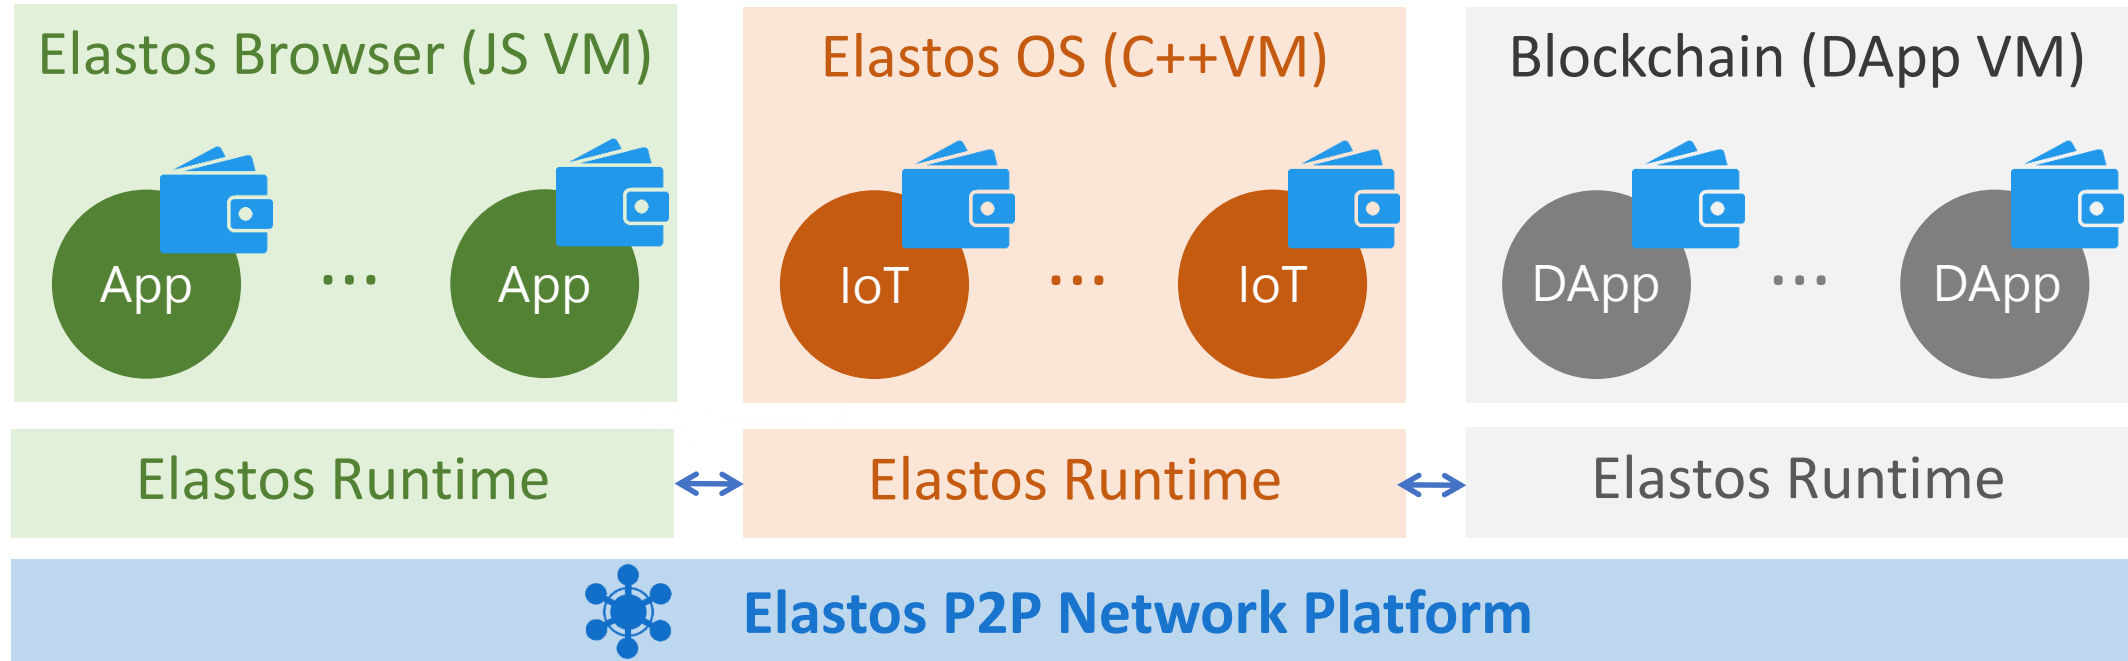 Elastos Browser (JS VM)
App
...
App
Elastos OS (C++VM)
IoT
...
IoT
Blockchain (DApp VM)
DApp
...
DApp
Elastos Runtime
Elastos Runtime
Elastos Runtime
Elastos P2P Network Platform